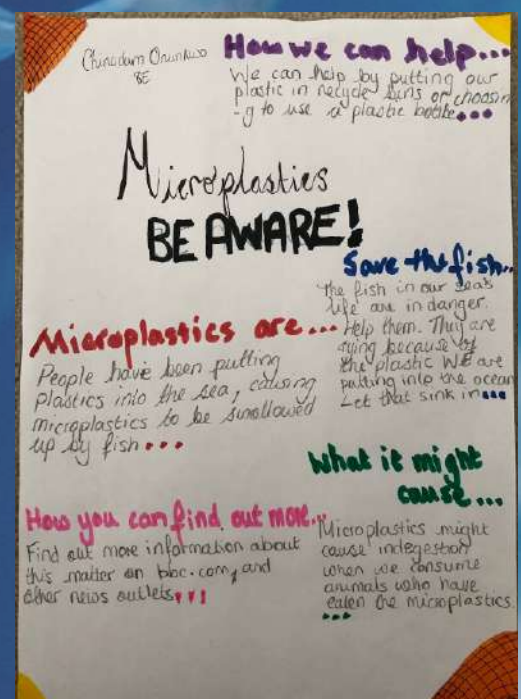 How we can help...
8E
We can help by putting our
plastic in recycle bins or choosin
-g to use a plastic bottle...
Microplastics
BE AWARE!
Save the fish...
The fish in our seas
life are in danger.
Help them. They are
dying because of
the plastic WE are
putting into the ocean
Let that sink in...
Microplastics are...
People have been putting
plastics into the sea, causing
microplastics to be swallowed
up by fish...
What it might
cause...
Microplastics might
cause indegestion
when we consume
animals who have
eaten the microplastics.
...
How you can find out more...
Find out more information about
this matter on bbc.com, and
other news outlets...